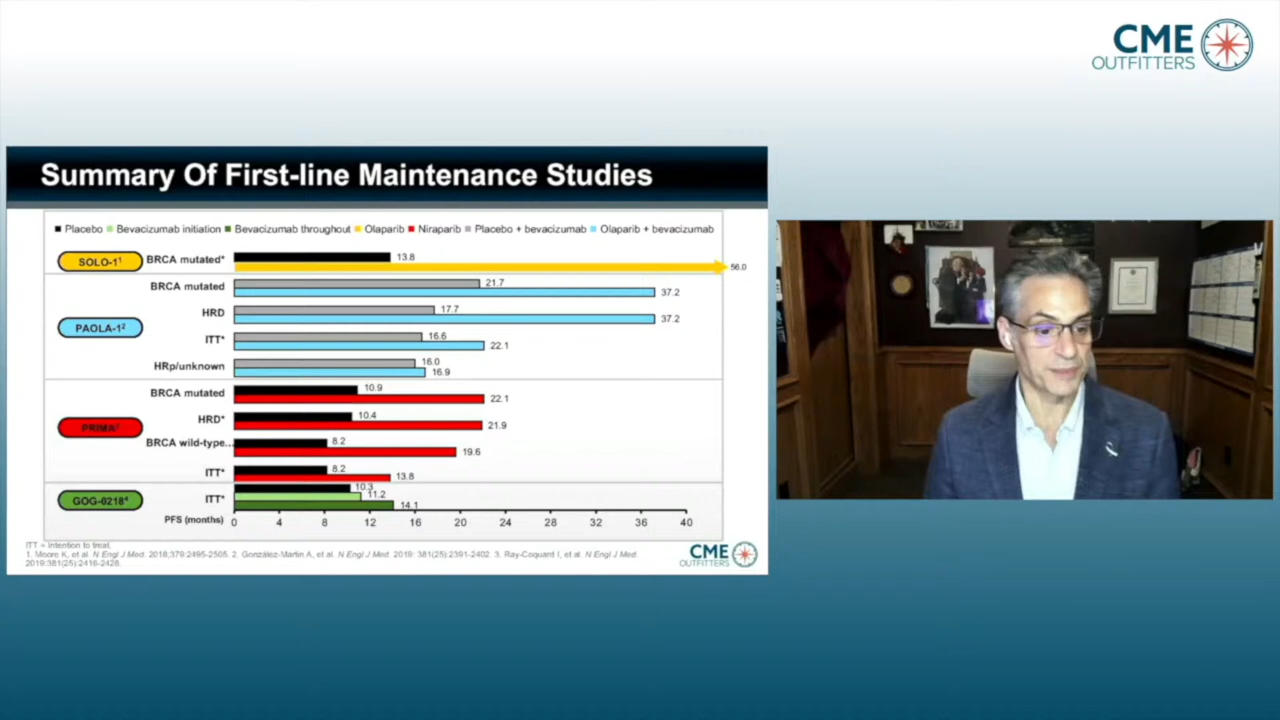 CME
OUTFITTERS
Summary Of First-line Maintenance Studies
Placebo Bevacizumab initiation Bevacizumab throughout Olaparib Niraparib Placebo + bevacizumab Olaparib + bevacizumab
SOLO-1¹ BRCA mutated* 13.8
56.0
BRCA mutated 21.7
37.2
HRD 17.7
37.2
PAOLA-1²
ITT* 16.6
22.1
HRp/unknown 16.0
16.9
BRCA mutated 10.9
22.1
HRD* 10.4
21.9
PRIMA³
BRCA wild-type... 8.2
19.6
ITT* 8.2
13.8
GOG-0218⁴ ITT* 10.3
11.2
14.1
PFS (months) 0 4 8 12 16 20 24 28 32 36 40
ITT = Intention to treat.
1. Moore K, et al. N Engl J Med. 2018;379:2495-2505. 2. González-Martin A, et al. N Engl J Med. 2019: 381(25):2391-2402. 3. Ray-Coquant I, et al. N Engl J Med.
2019:381(25):2416-2428.
CME
OUTFITTERS